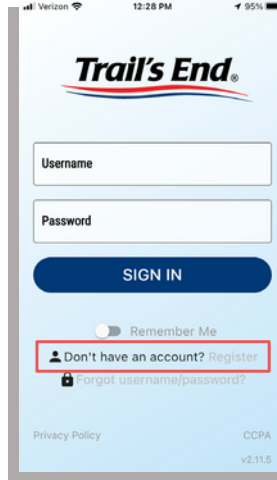 Verizon 12:28 PM 95%
Trail's End®
Username
Password
SIGN IN
Remember Me
Don't have an account? Register
Forgot username/password?
Privacy Policy CCPA
v2.11.5